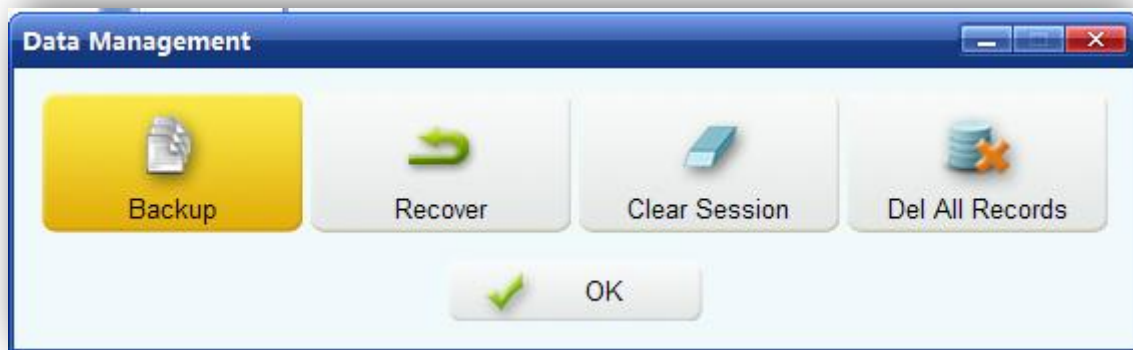 Data Management
Backup
Recover
Clear Session
Del All Records
OK